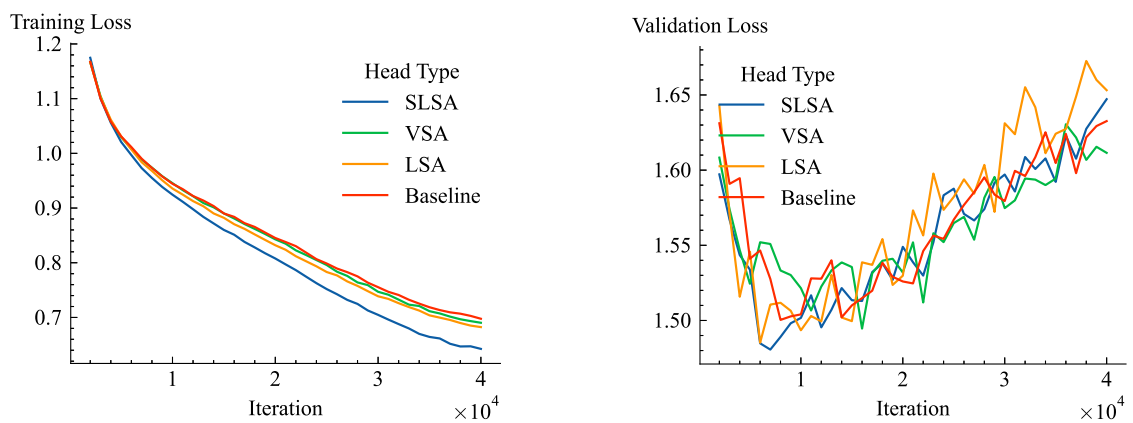 Training Loss
1.2
1.1
1.0
0.9
0.8
0.7
Head Type
SLSA
VSA
LSA
Baseline
1 2 3 4
Iteration
×10⁴
Validation Loss
1.65
1.60
1.55
1.50
Head Type
SLSA
VSA
LSA
Baseline
1 2 3 4
Iteration
×10⁴